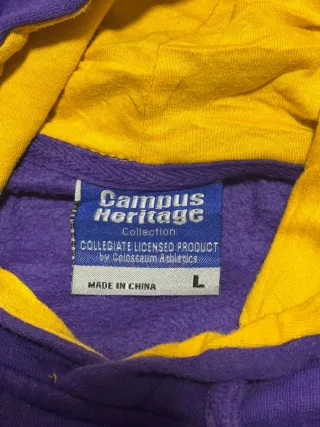 Campus
Heritage
Collection
COLLEGIATE LICENSED PRODUCT
by Colosseum Athletics
MADE IN CHINA L